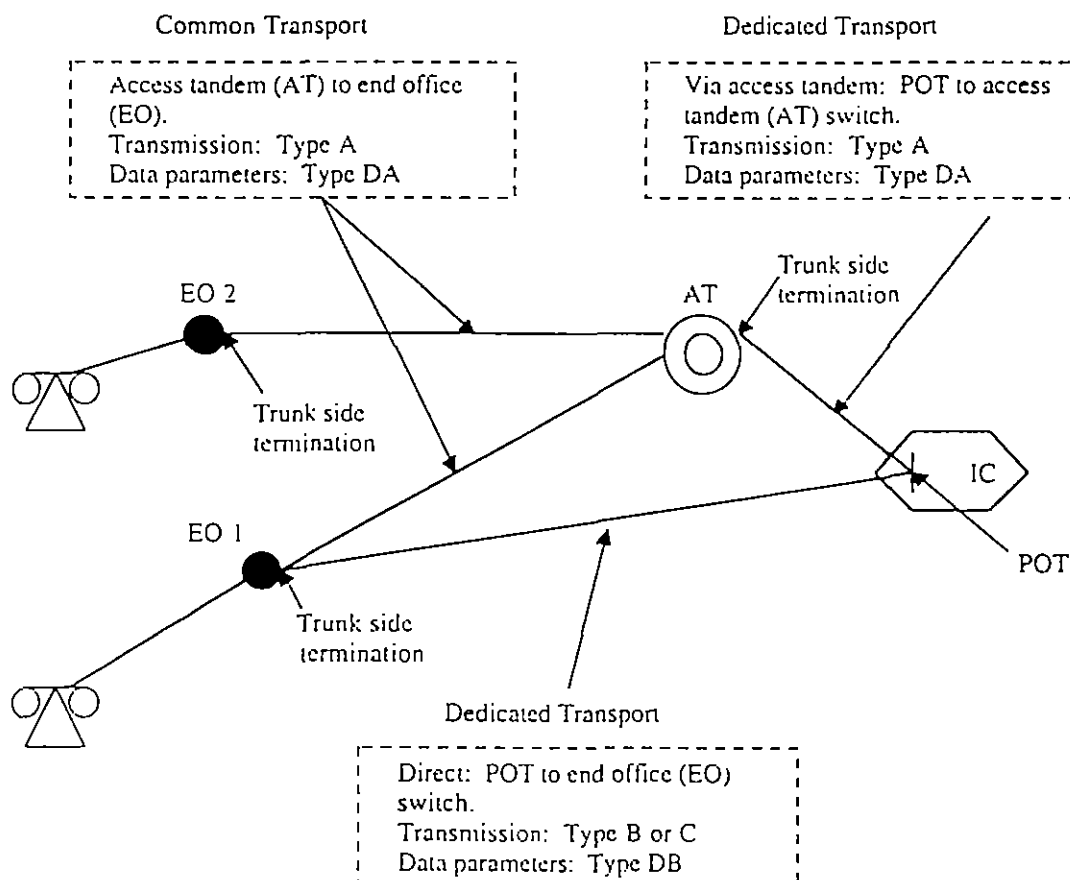 Common Transport
Access tandem (AT) to end office
(EO).
Transmission: Type A
Data parameters: Type DA
Dedicated Transport
Via access tandem: POT to access
tandem (AT) switch.
Transmission: Type A
Data parameters: Type DA
EO 2
AT
Trunk side
termination
Trunk side
termination
IC
EO 1
POT
Trunk side
termination
Dedicated Transport
Direct: POT to end office (EO)
switch.
Transmission: Type B or C
Data parameters: Type DB